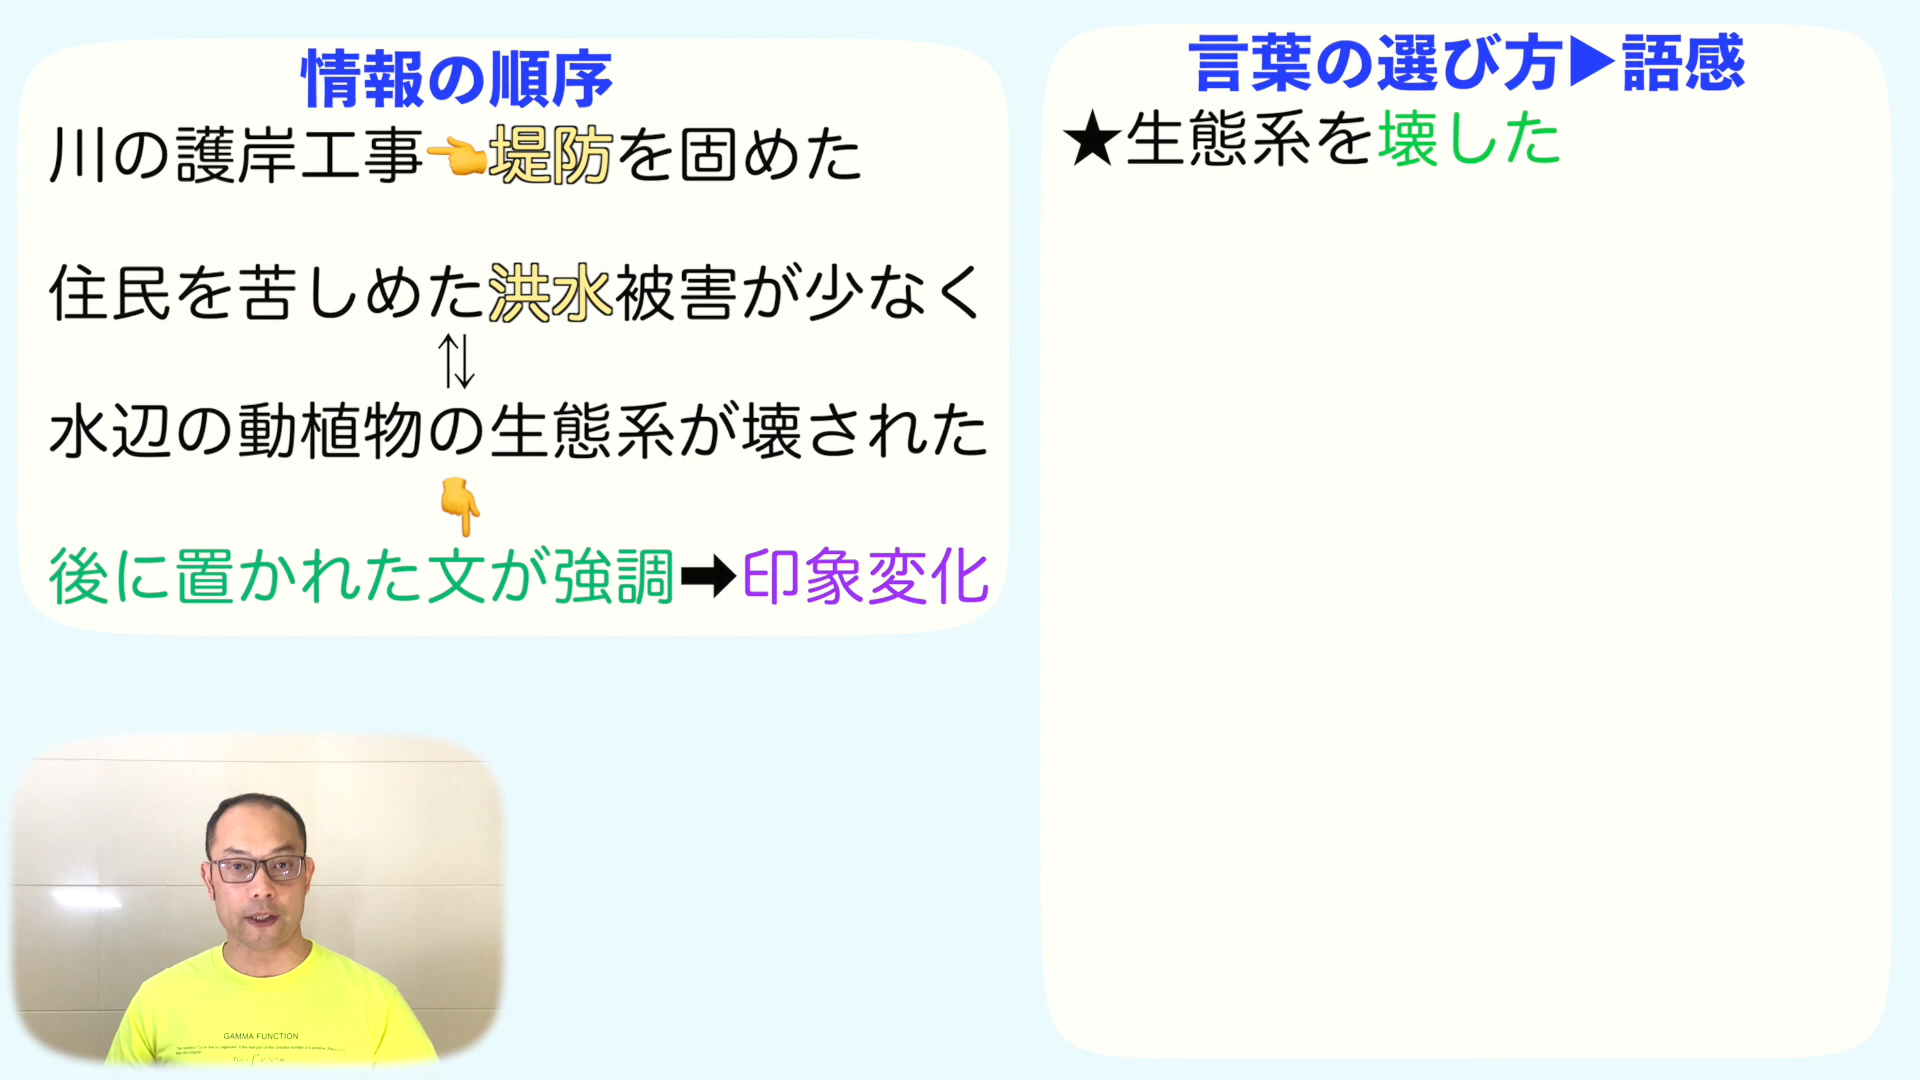 情報の順序
川の護岸工事👈堤防を固めた
住民を苦しめた洪水被害が少なく
⇅
水辺の動植物の生態系が壊された
👇
後に置かれた文が強調➡印象変化
言葉の選び方▶語感
★生態系を壊した
GAMMA FUNCTION